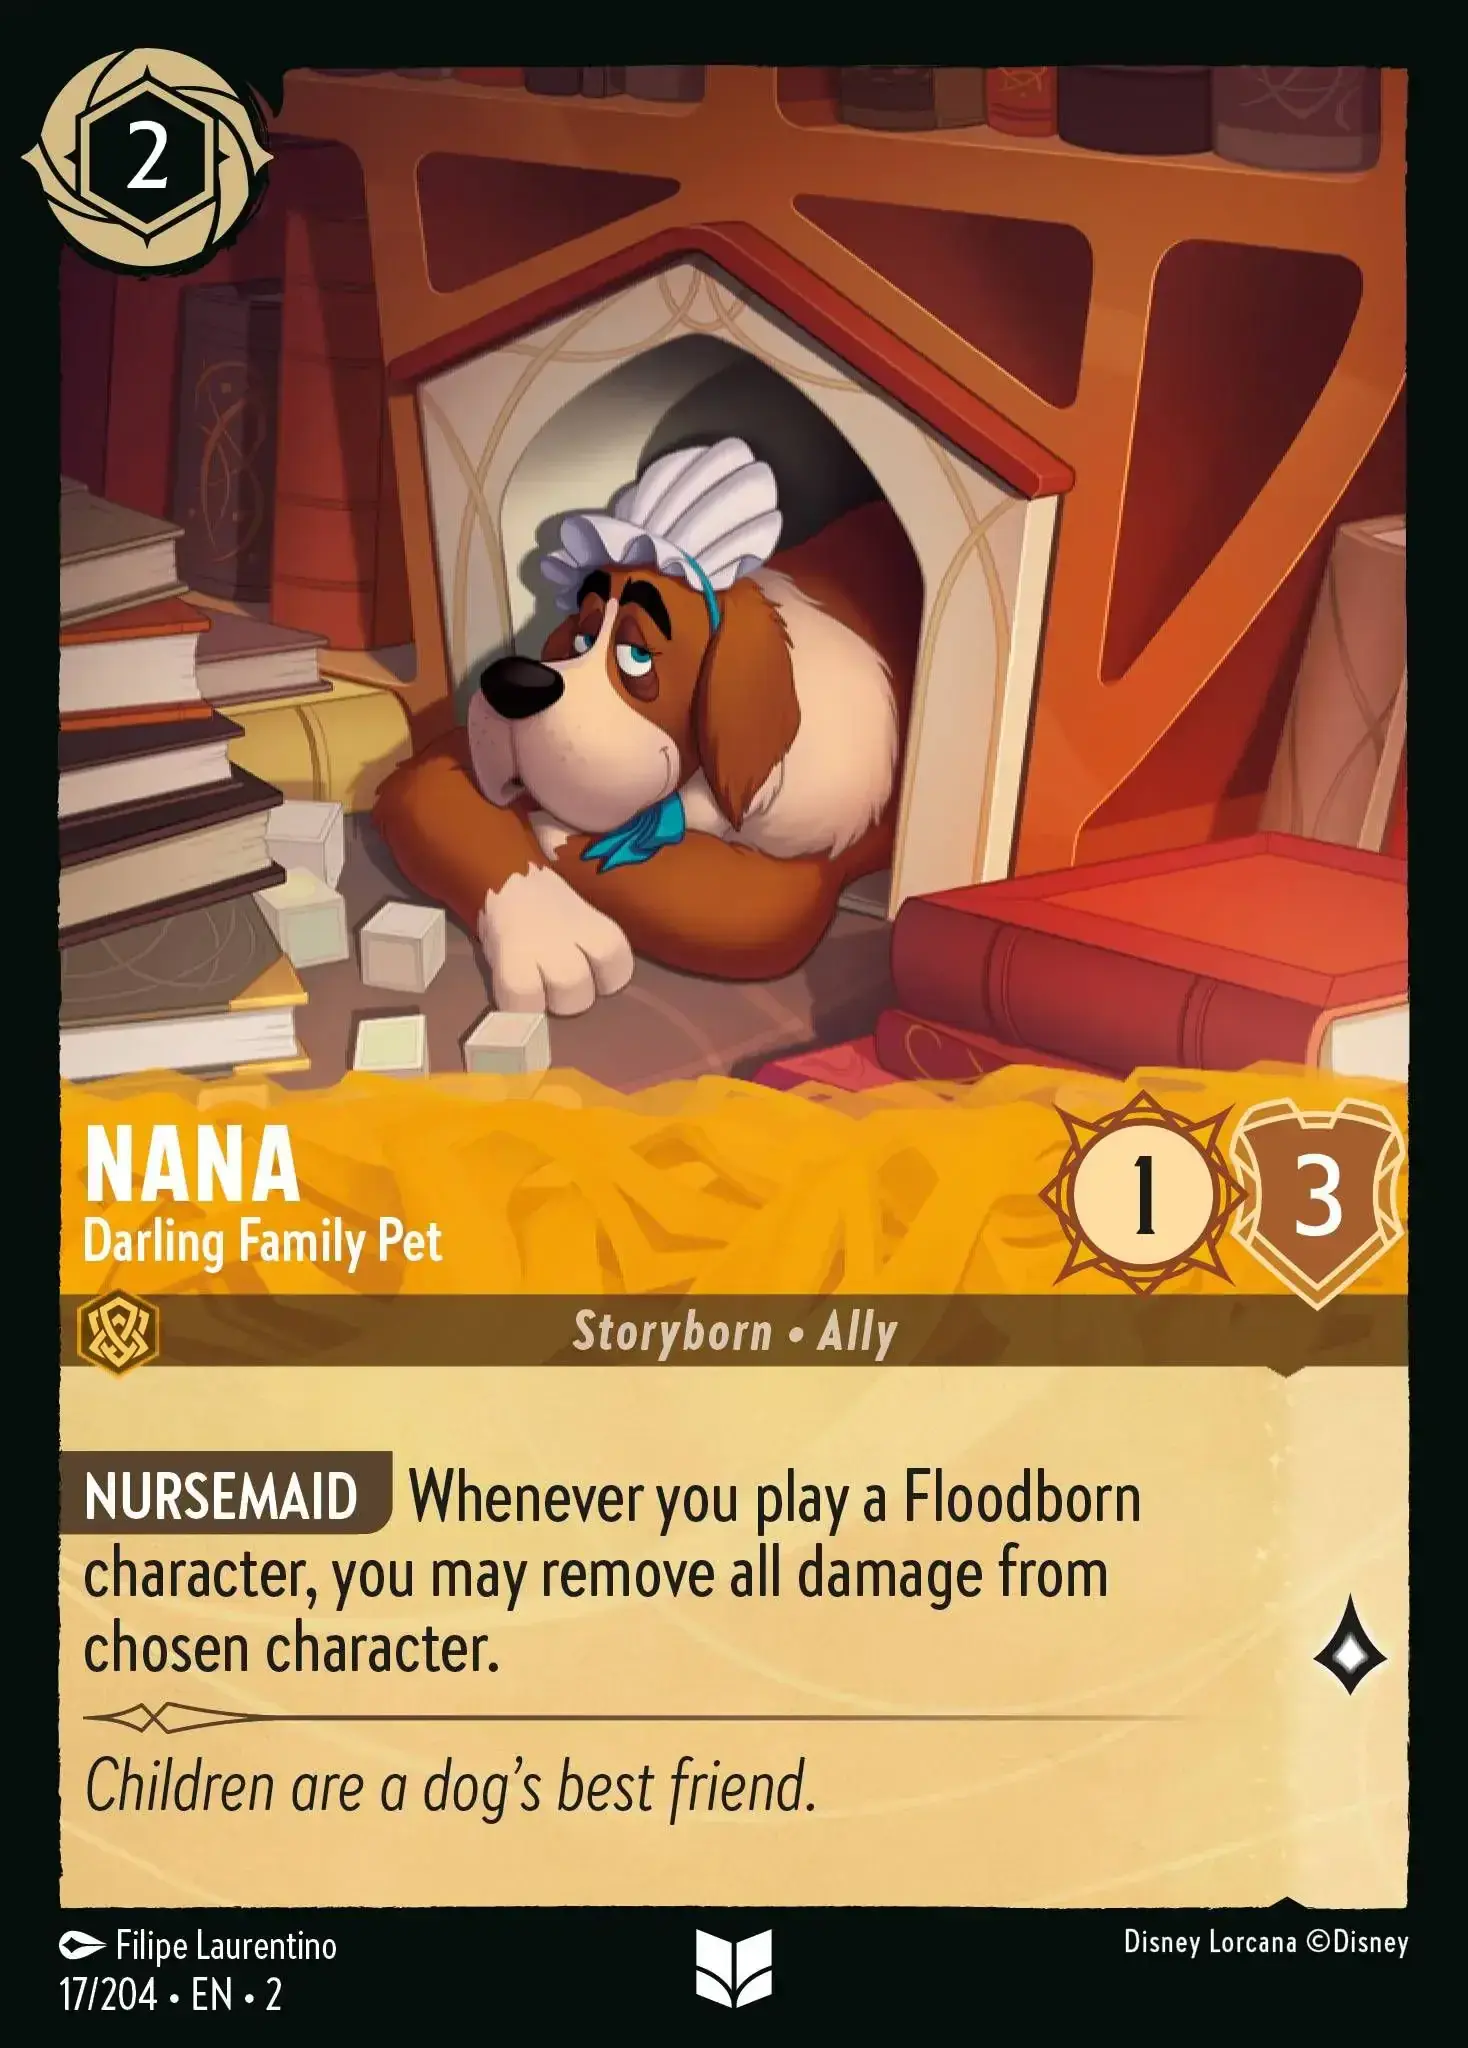 2
NANA
Darling Family Pet
1
3
Storyborn • Ally
NURSEMAID Whenever you play a Floodborn
character, you may remove all damage from
chosen character.
Children are a dog’s best friend.
Filipe Laurentino
17/204 • EN • 2
Disney Lorcana ©Disney